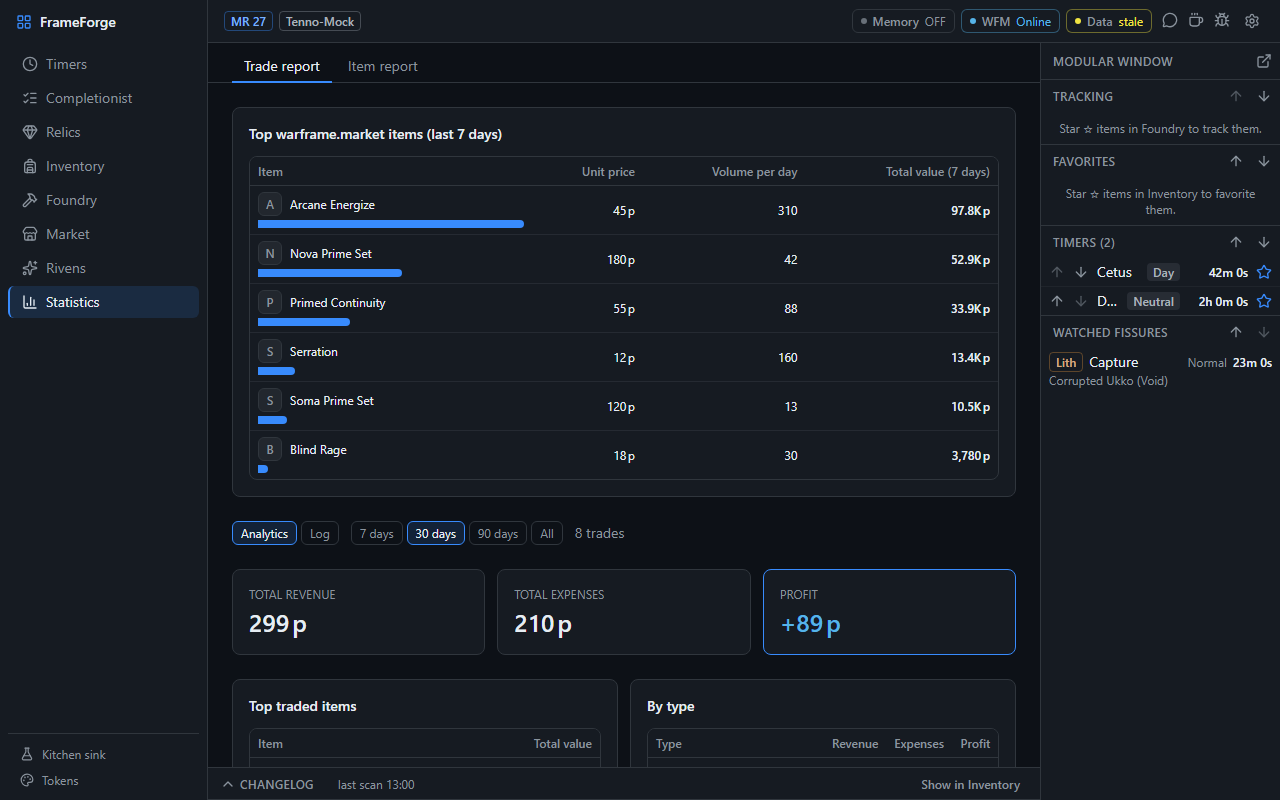 FrameForge
Timers
Completionist
Relics
Inventory
Foundry
Market
Rivens
Statistics
Kitchen sink
Tokens
MR 27
Tenno-Mock
Memory OFF
WFM Online
Data stale
Trade report
Item report
Top warframe.market items (last 7 days)
Item Unit price Volume per day Total value (7 days)
A Arcane Energize 45p 310 97.8Kp
N Nova Prime Set 180p 42 52.9Kp
P Primed Continuity 55p 88 33.9Kp
S Serration 12p 160 13.4Kp
S Soma Prime Set 120p 13 10.5Kp
B Blind Rage 18p 30 3,780p
Analytics Log 7 days 30 days 90 days All 8 trades
TOTAL REVENUE
299p
TOTAL EXPENSES
210p
PROFIT
+89p
Top traded items
Item Total value
By type
Type Revenue Expenses Profit
CHANGELOG last scan 13:00 Show in Inventory
MODULAR WINDOW
TRACKING
Star ☆ items in Foundry to track them.
FAVORITES
Star ☆ items in Inventory to favorite
them.
TIMERS (2)
Cetus Day 42m 0s
D... Neutral 2h 0m 0s
WATCHED FISSURES
Lith Capture Normal 23m 0s
Corrupted Ukko (Void)